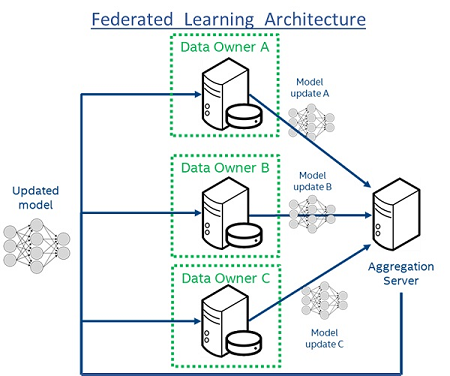 Federated Learning Architecture
Data Owner A
Model
update A
Data Owner B
Model
update B
Updated
model
Data Owner C
Aggregation
Server
Model
update C